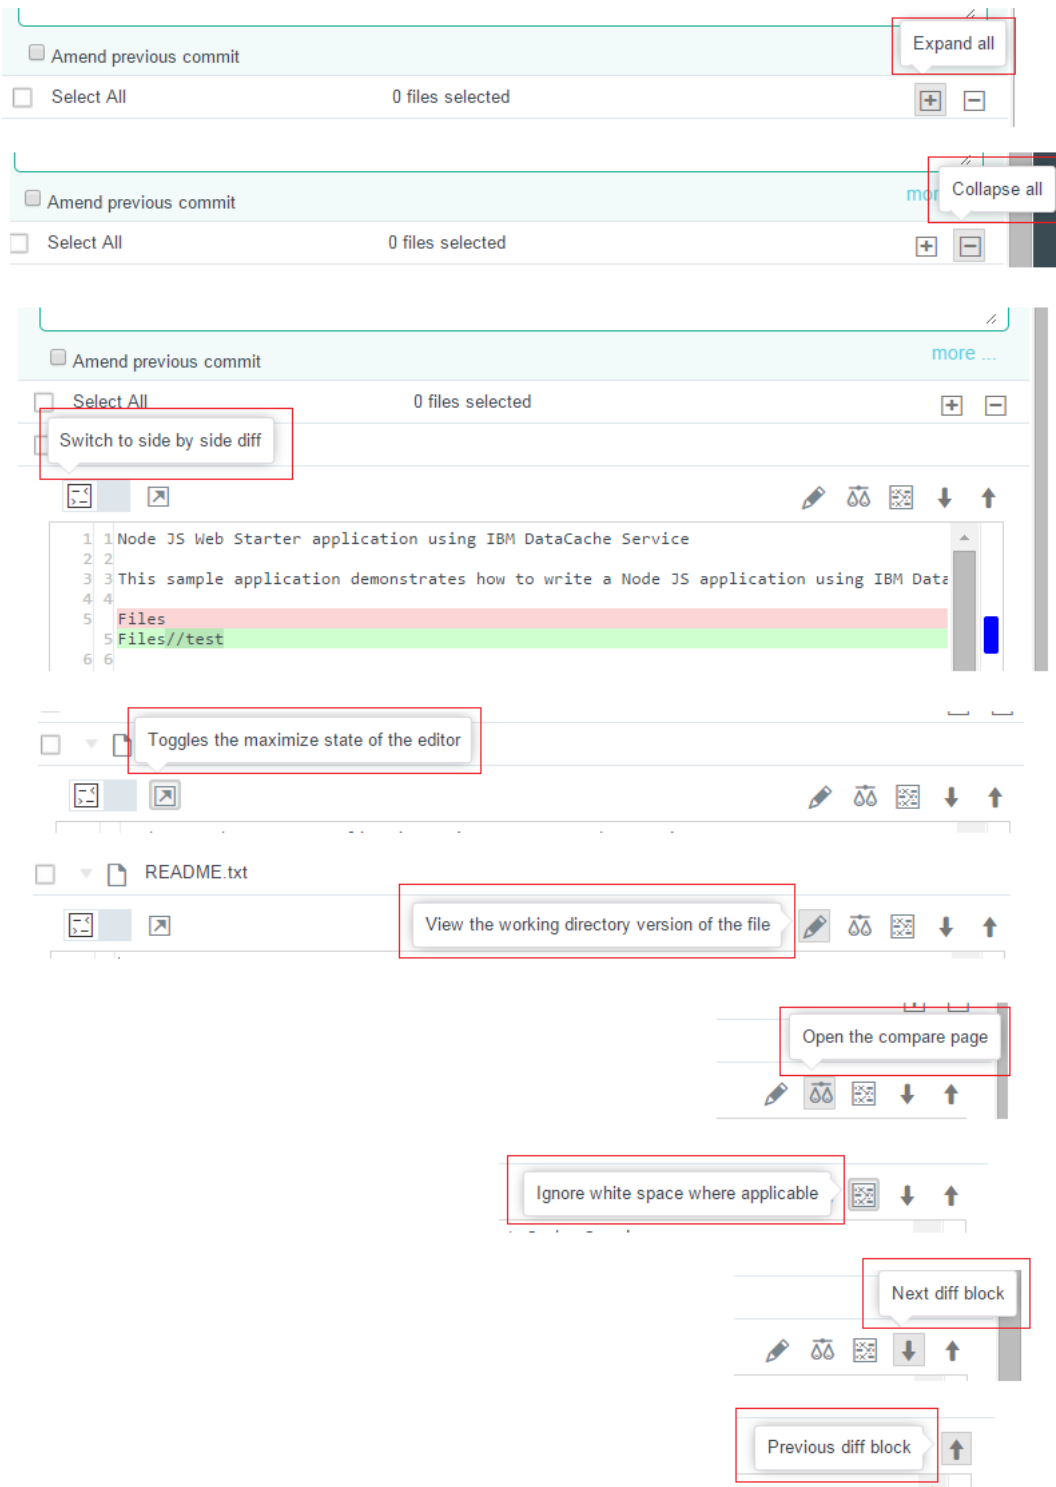 Expand all
Amend previous commit
Select All 0 files selected
Collapse all
Amend previous commit
Select All 0 files selected
Amend previous commit more ...
Select All 0 files selected
Switch to side by side diff
1 1 Node JS Web Starter application using IBM DataCache Service
2 2
3 3 This sample application demonstrates how to write a Node JS application using IBM Data
4 4
5 Files
5 Files//test
6 6
Toggles the maximize state of the editor
README.txt
View the working directory version of the file
Open the compare page
Ignore white space where applicable
Next diff block
Previous diff block